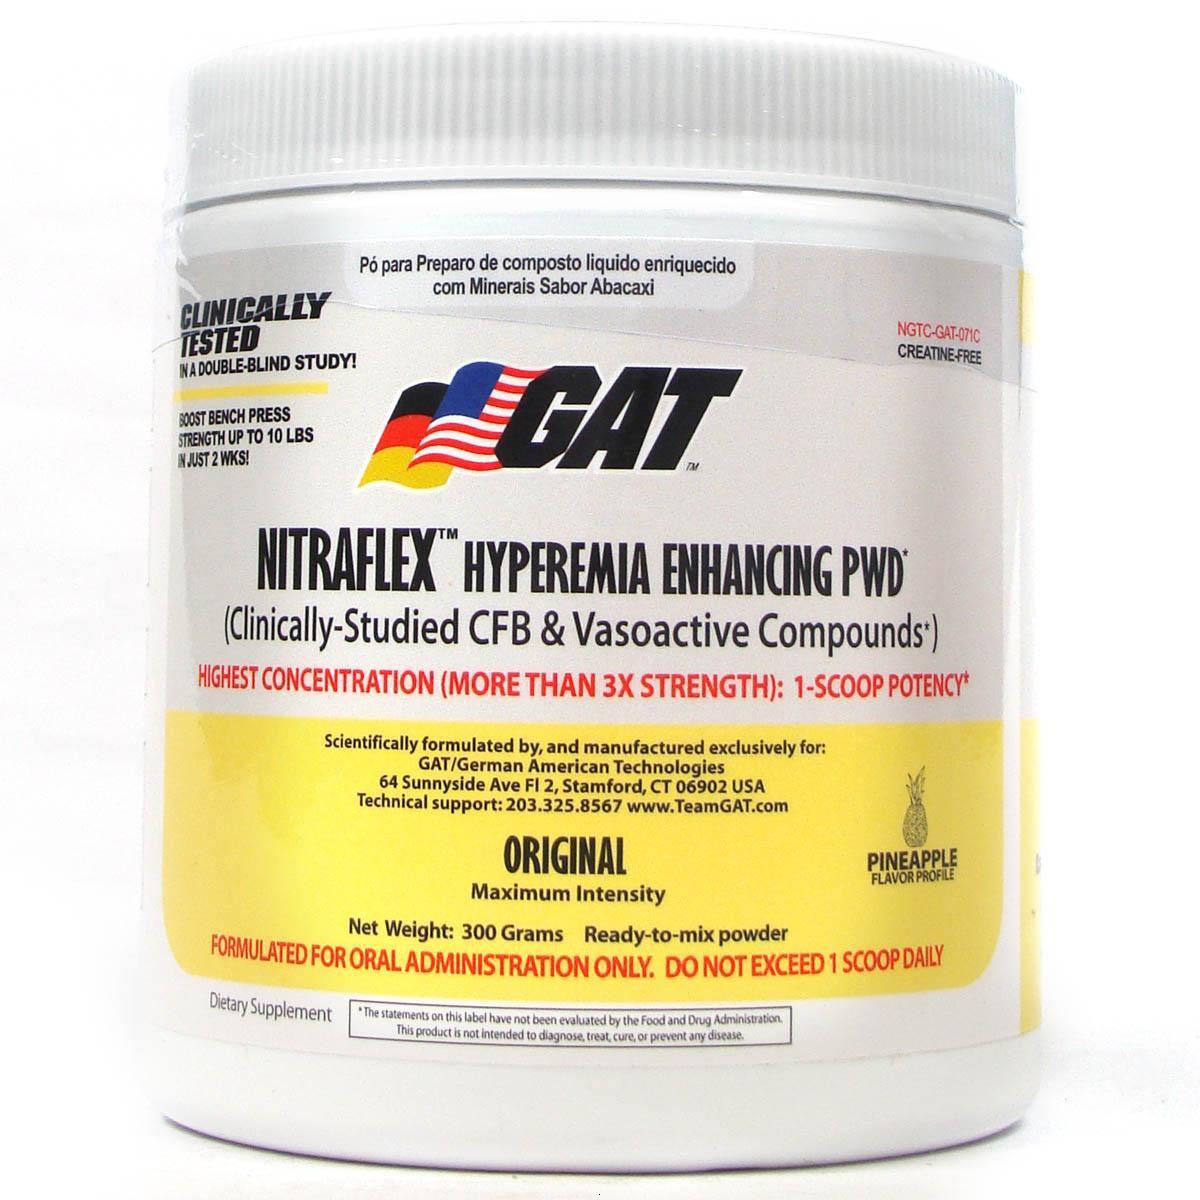 Pó para Preparo de composto liquido enriquecido
com Minerais Sabor Abacaxi
CLINICALLY
TESTED
IN A DOUBLE-BLIND STUDY!
BOOST BENCH PRESS
STRENGTH UP TO 10 LBS
IN JUST 2 WKS!
NGTC-GAT-071C
CREATINE-FREE
GAT™
NITRAFLEX™ HYPEREMIA ENHANCING PWD*
(Clinically-Studied CFB & Vasoactive Compounds*)
HIGHEST CONCENTRATION (MORE THAN 3X STRENGTH): 1-SCOOP POTENCY*
Scientifically formulated by, and manufactured exclusively for:
GAT/German American Technologies
64 Sunnyside Ave Fl 2, Stamford, CT 06902 USA
Technical support: 203.325.8567 www.TeamGAT.com
ORIGINAL
Maximum Intensity
PINEAPPLE
FLAVOR PROFILE
Net Weight: 300 Grams Ready-to-mix powder
FORMULATED FOR ORAL ADMINISTRATION ONLY. DO NOT EXCEED 1 SCOOP DAILY
Dietary Supplement
*The statements on this label have not been evaluated by the Food and Drug Administration.
This product is not intended to diagnose, treat, cure, or prevent any disease.